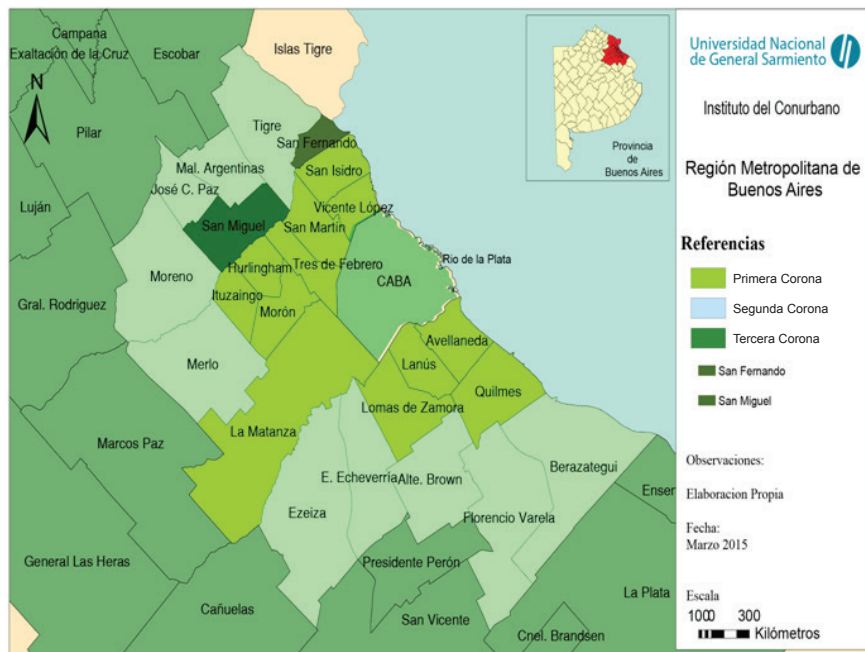 Campana
Exaltación de la Cruz
Escobar
Islas Tigre
N
Pilar
Tigre
San Fernando
Mal. Argentinas
San Isidro
José C. Paz
Luján
Vicente López
San Miguel
San Martín
Rio de la Plata
Hurlingham
Tres de Febrero
Moreno
CABA
Ituzaingo
Gral. Rodriguez
Morón
Avellaneda
Merlo
Lanús
Quilmes
Lomas de Zamora
La Matanza
Marcos Paz
Berazategui
E. Echeverría
Alte. Brown
Ensen
Ezeiza
Florencio Varela
General Las Heras
Presidente Perón
La Plata
Cañuelas
San Vicente
Cnel. Brandsen
Provincia
de
Buenos Aires
Universidad Nacional
de General Sarmiento
Instituto del Conurbano
Región Metropolitana de
Buenos Aires
Referencias
Primera Corona
Segunda Corona
Tercera Corona
San Fernando
San Miguel
Observaciones:
Elaboracion Propia
Fecha:
Marzo 2015
Escala
1000 300
Kilómetros